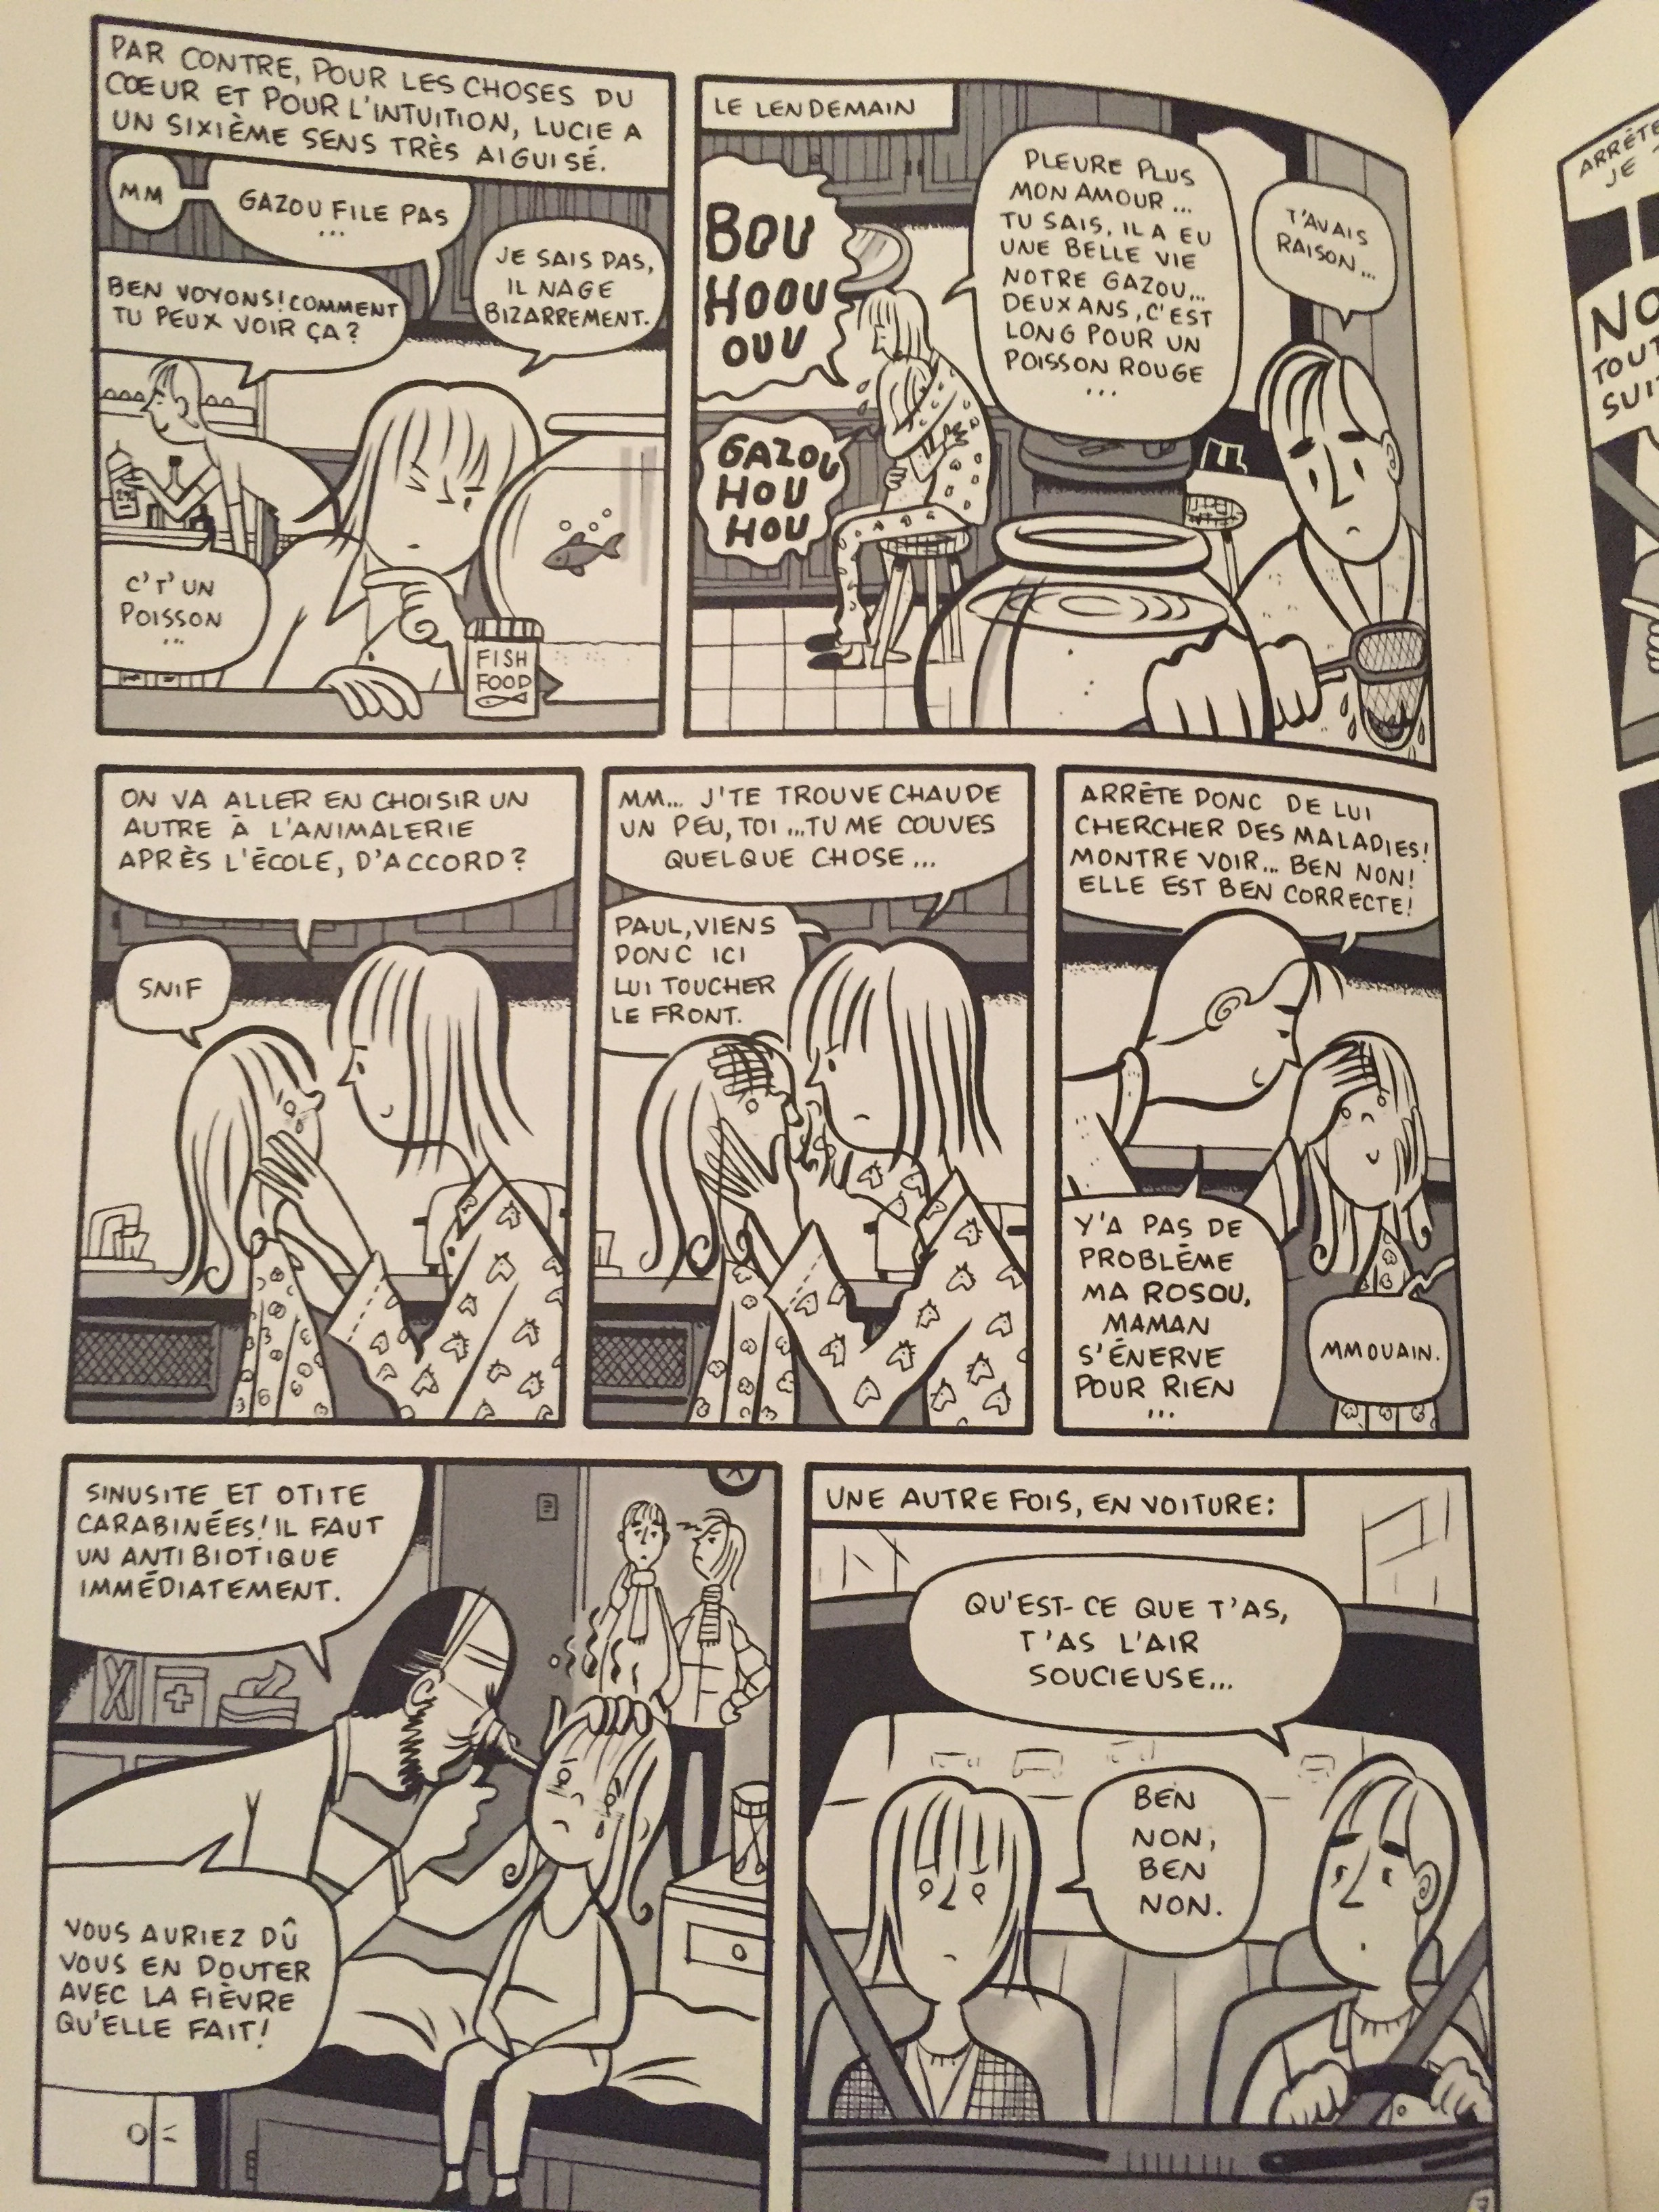 PAR CONTRE, POUR LES CHOSES DU
CŒUR ET POUR L'INTUITION, LUCIE A
UN SIXIÈME SENS TRÈS AIGUISÉ.
MM
GAZOU FILE PAS
...
BEN VOYONS! COMMENT
TU PEUX VOIR ÇA?
JE SAIS PAS,
IL NAGE
BIZARREMENT.
C'T'UN
POISSON
...
FISH
FOOD
LE LENDEMAIN
BOU
HOOU
OUU
GAZOU
HOU
HOU
PLEURE PLUS
MON AMOUR...
TU SAIS, IL A EU
UNE BELLE VIE
NOTRE GAZOU...
DEUX ANS, C'EST
LONG POUR UN
POISSON ROUGE
...
T'AVAIS
RAISON...
ON VA ALLER EN CHOISIR UN
AUTRE À L'ANIMALERIE
APRÈS L'ÉCOLE, D'ACCORD?
SNIF
MM... J'TE TROUVE CHAUDE
UN PEU, TOI... TU ME COUVES
QUELQUE CHOSE...
PAUL, VIENS
DONC ICI
LUI TOUCHER
LE FRONT.
ARRÊTE DONC DE LUI
CHERCHER DES MALADIES!
MONTRE VOIR... BEN NON!
ELLE EST BEN CORRECTE!
Y'A PAS DE
PROBLÈME
MA ROSOU,
MAMAN
S'ÉNERVE
POUR RIEN
...
MMOUAIN.
SINUSITE ET OTITE
CARABINÉES! IL FAUT
UN ANTIBIOTIQUE
IMMÉDIATEMENT.
VOUS AURIEZ DÛ
VOUS EN DOUTER
AVEC LA FIÈVRE
QU'ELLE FAIT!
UNE AUTRE FOIS, EN VOITURE:
QU'EST-CE QUE T'AS,
T'AS L'AIR
SOUCIEUSE...
BEN
NON,
BEN
NON.
ARRÊTE
JE
NO
TOUT
SUI